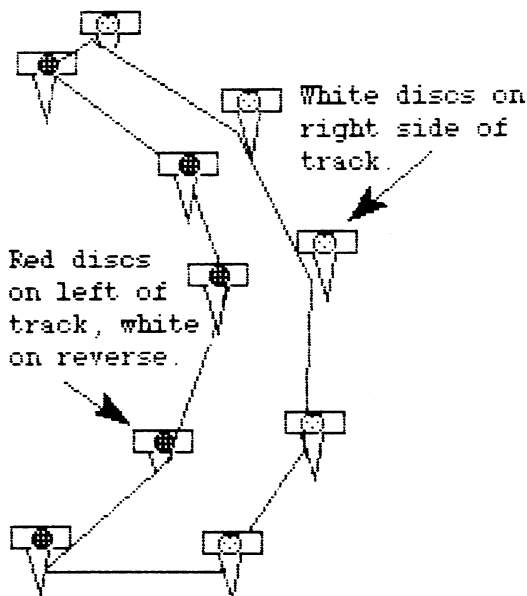 White discs on
right side of
track.
Red discs
on left of
track, white
on reverse.